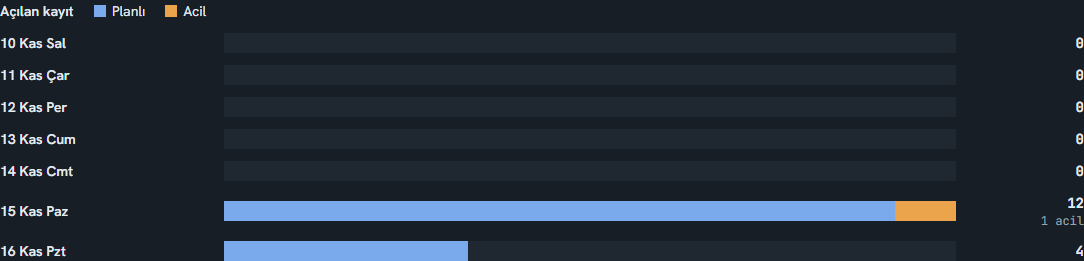 Açılan kayıt Planlı Acil
10 Kas Sal 0
11 Kas Çar 0
12 Kas Per 0
13 Kas Cum 0
14 Kas Cmt 0
15 Kas Paz 12
1 acil
16 Kas Pzt 4